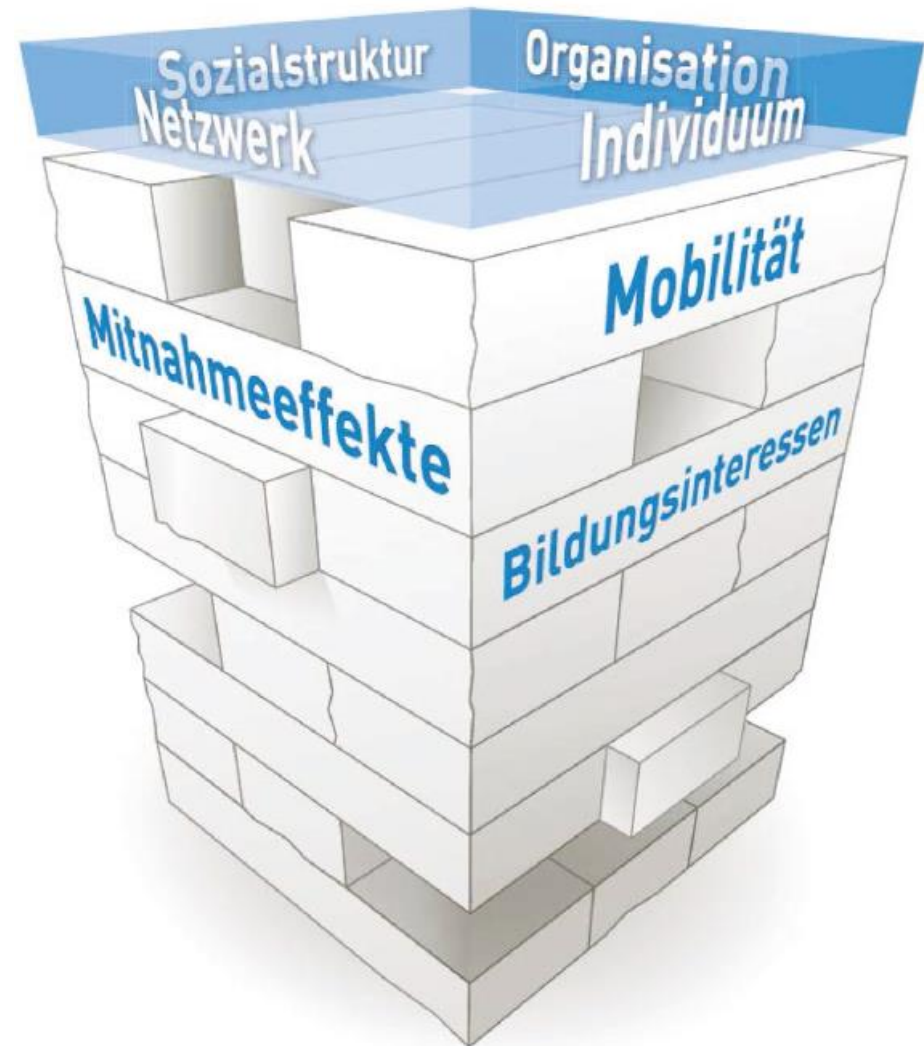 Sozialstruktur
Netzwerk
Organisation
Individuum
Mobilität
Mitnahmeeffekte
Bildungsinteressen